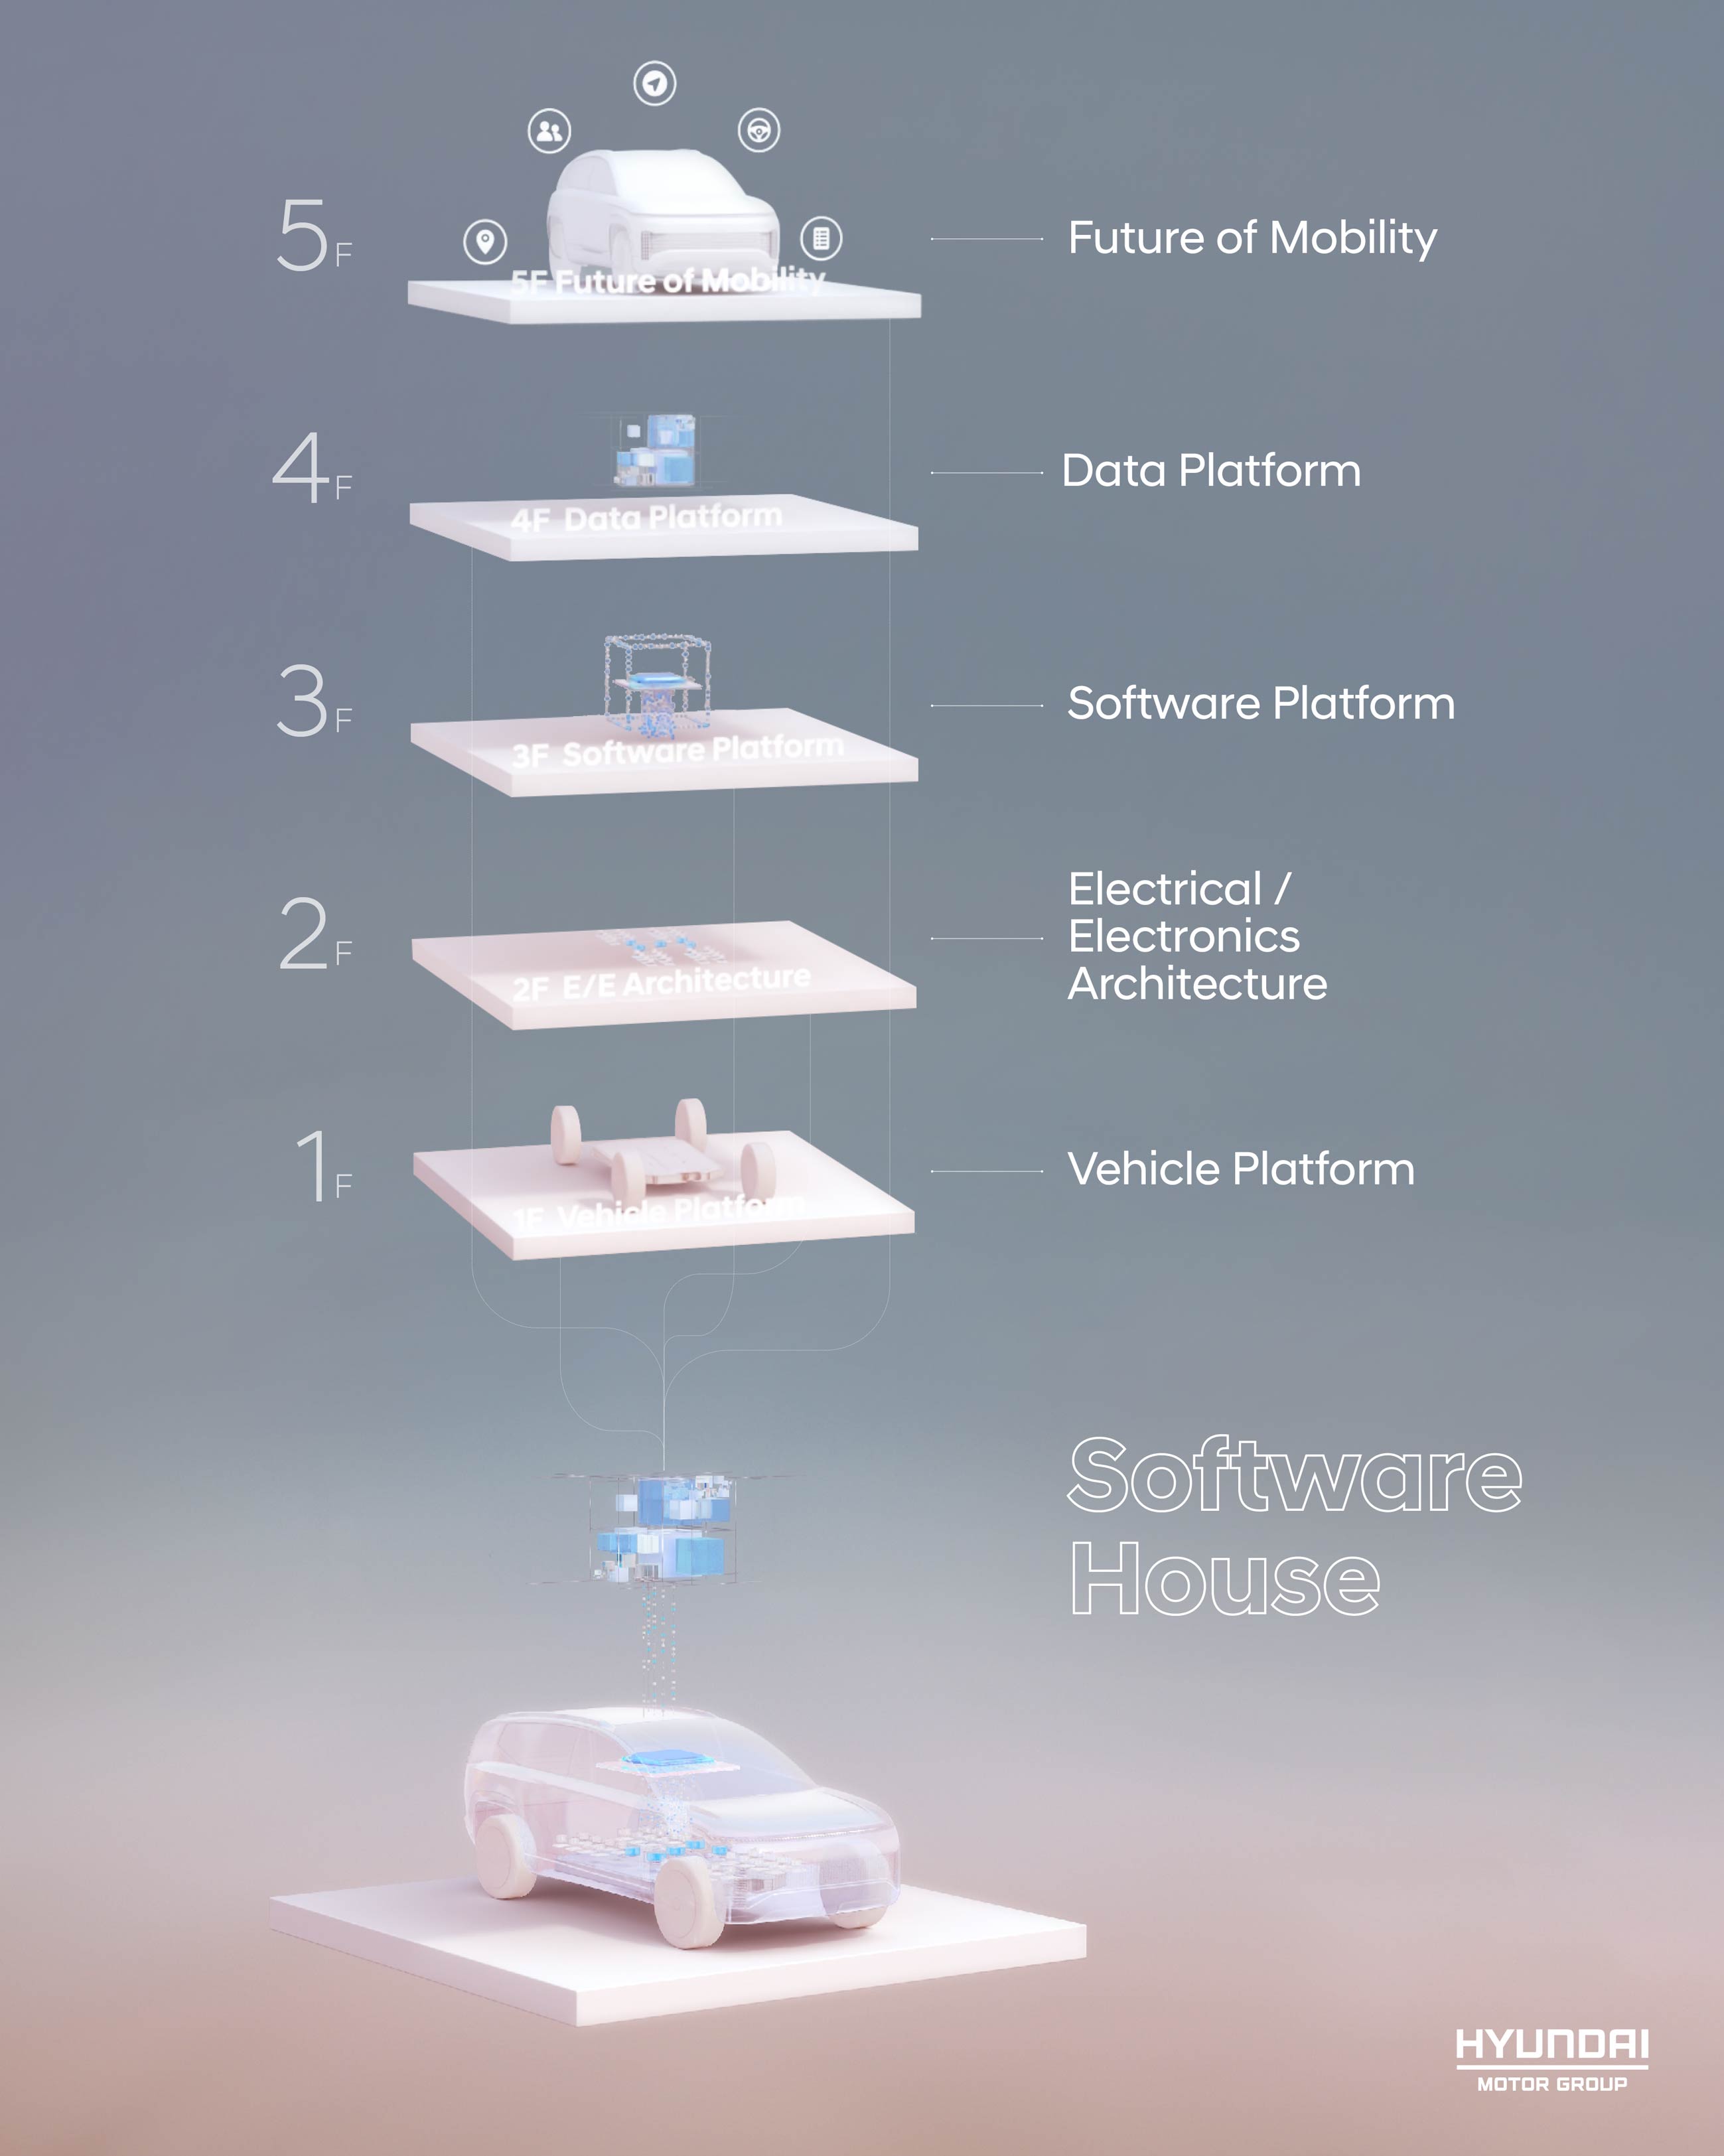 5F
Future of Mobility
5F Future of Mobility
4F
Data Platform
4F Data Platform
3F
Software Platform
3F Software Platform
2F
Electrical /
Electronics
Architecture
2F E/E Architecture
1F
Vehicle Platform
1F Vehicle Platform
Software
House
HYUNDAI
MOTOR GROUP